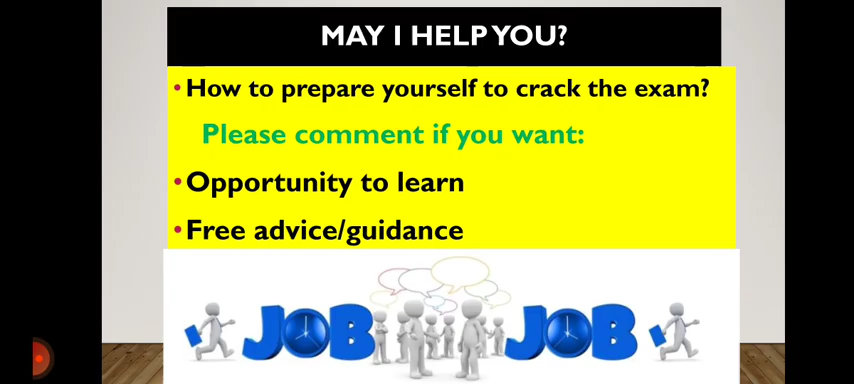 MAY I HELP YOU?
• How to prepare yourself to crack the exam?
Please comment if you want:
• Opportunity to learn
• Free advice/guidance
JOB JOB